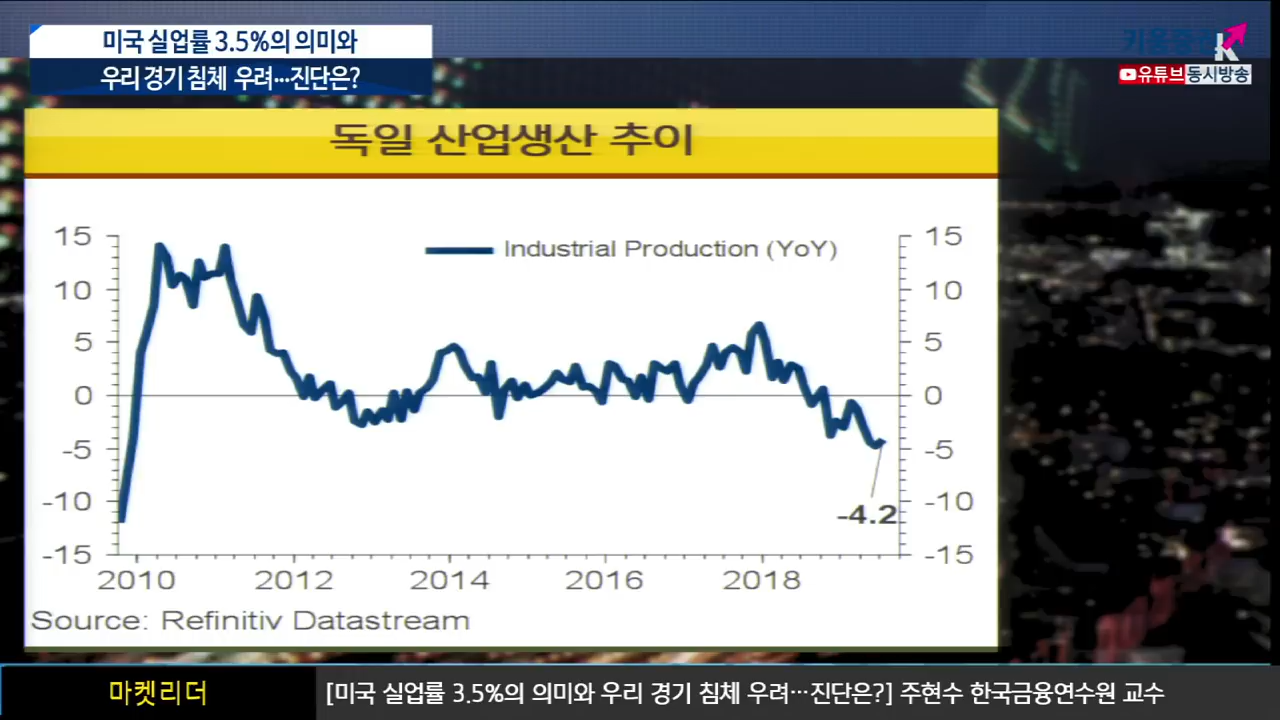 미국 실업률 3.5%의 의미와
우리 경기 침체 우려…진단은?
키움증권
유튜브 동시방송
독일 산업생산 추이
Industrial Production (YoY)
15 15
10 10
5 5
0 0
-5 -5
-10 -10
-4.2
-15 -15
2010 2012 2014 2016 2018
Source: Refinitiv Datastream
마켓리더 [미국 실업률 3.5%의 의미와 우리 경기 침체 우려…진단은?] 주현수 한국금융연수원 교수